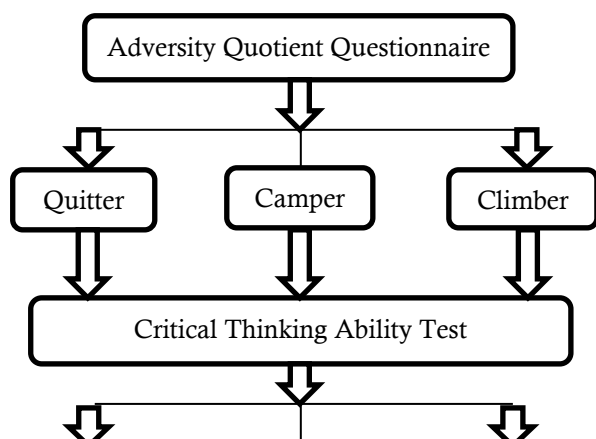 Adversity Quotient Questionnaire
Quitter
Camper
Climber
Critical Thinking Ability Test